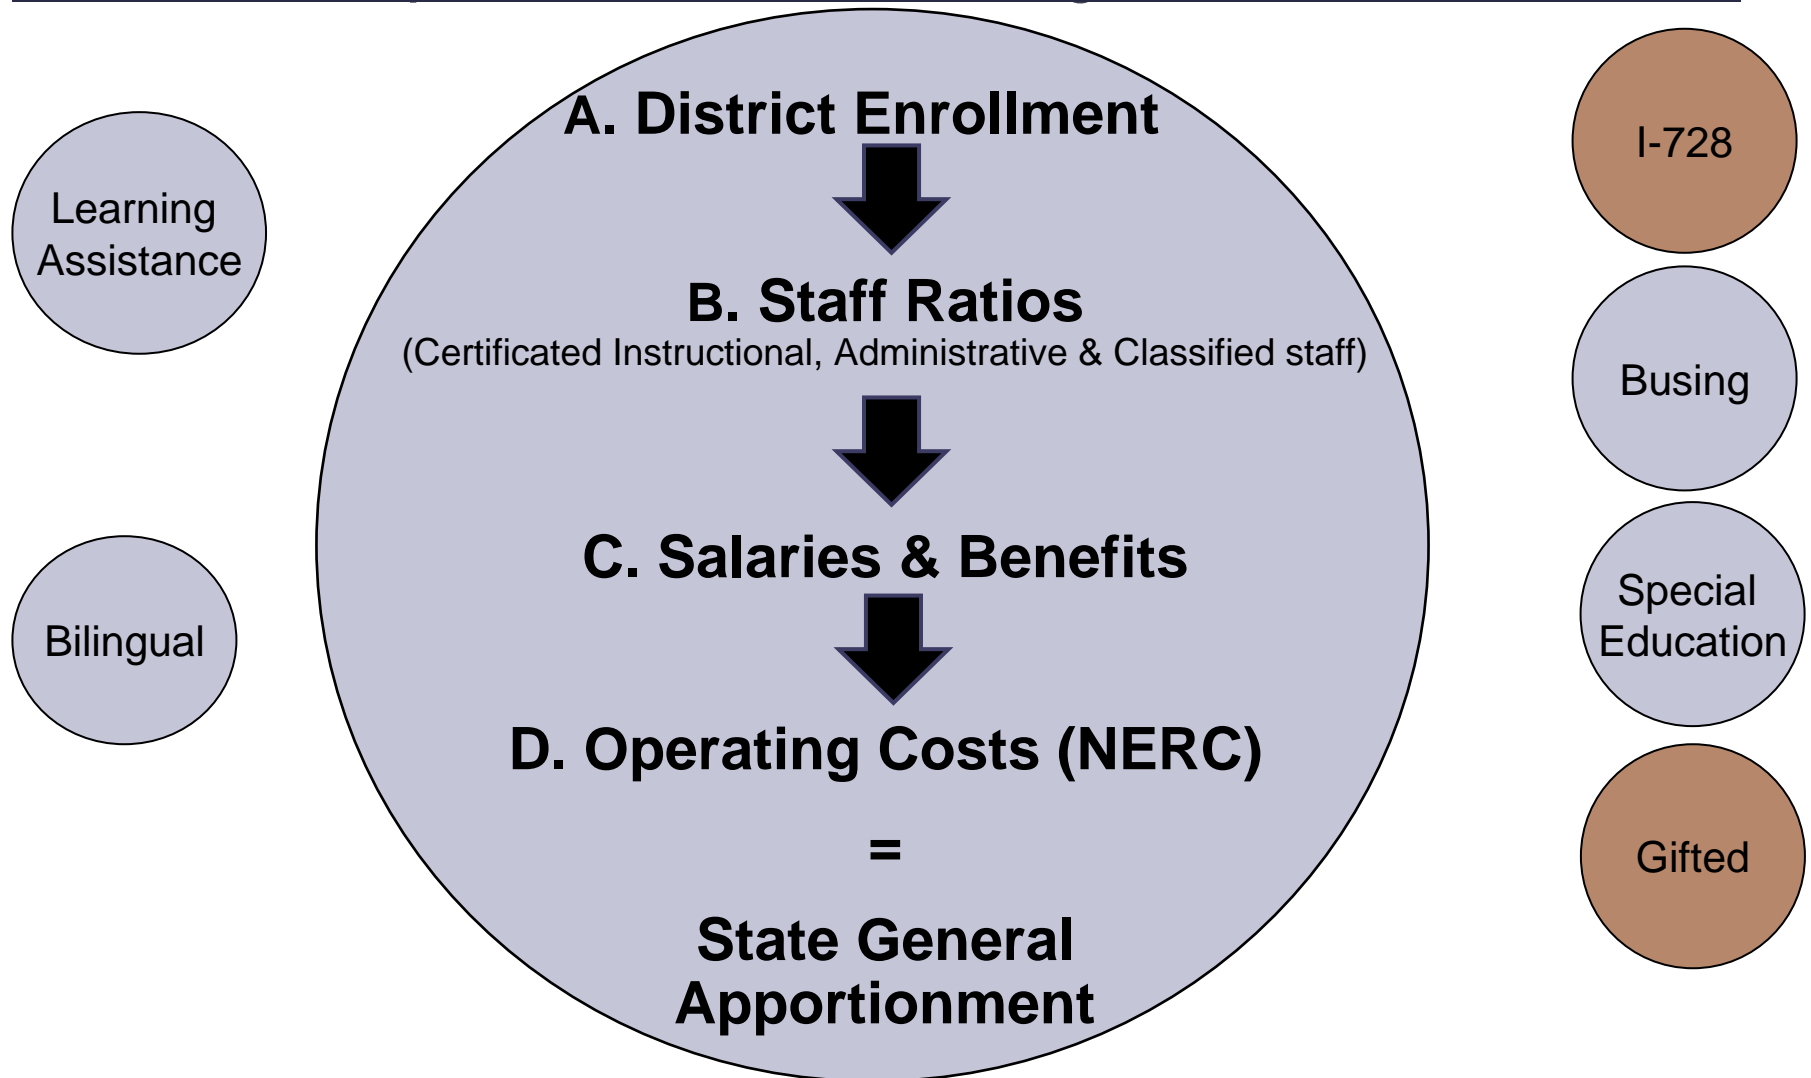 A. District Enrollment
B. Staff Ratios
(Certificated Instructional, Administrative & Classified staff)
C. Salaries & Benefits
D. Operating Costs (NERC)
=
State General
Apportionment
Learning
Assistance
Bilingual
I-728
Busing
Special
Education
Gifted